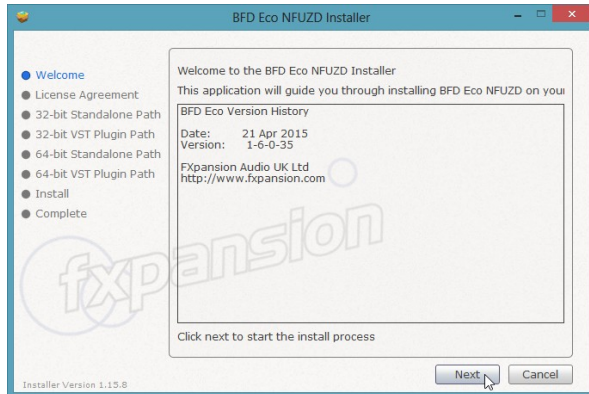 BFD Eco NFUZD Installer
Welcome
License Agreement
32-bit Standalone Path
32-bit VST Plugin Path
64-bit Standalone Path
64-bit VST Plugin Path
Install
Complete
Welcome to the BFD Eco NFUZD Installer
This application will guide you through installing BFD Eco NFUZD on your
BFD Eco Version History
Date: 21 Apr 2015
Version: 1-6-0-35
FXpansion Audio UK Ltd
http://www.fxpansion.com
fxpansion
Click next to start the install process
Next
Cancel
Installer Version 1.15.8